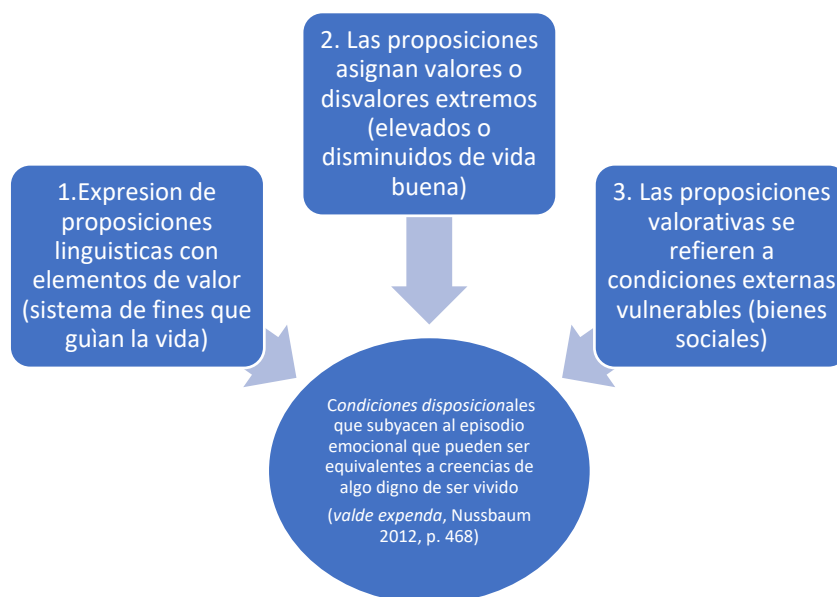 1.Expresion de
proposiciones
linguisticas con
elementos de valor
(sistema de fines que
guìan la vida)
2. Las proposiciones
asignan valores o
disvalores extremos
(elevados o
disminuidos de vida
buena)
3. Las proposiciones
valorativas se
refieren a
condiciones externas
vulnerables (bienes
sociales)
Condiciones disposicionales
que subyacen al episodio
emocional que pueden ser
equivalentes a creencias de
algo digno de ser vivido
(valde expenda, Nussbaum
2012, p. 468)